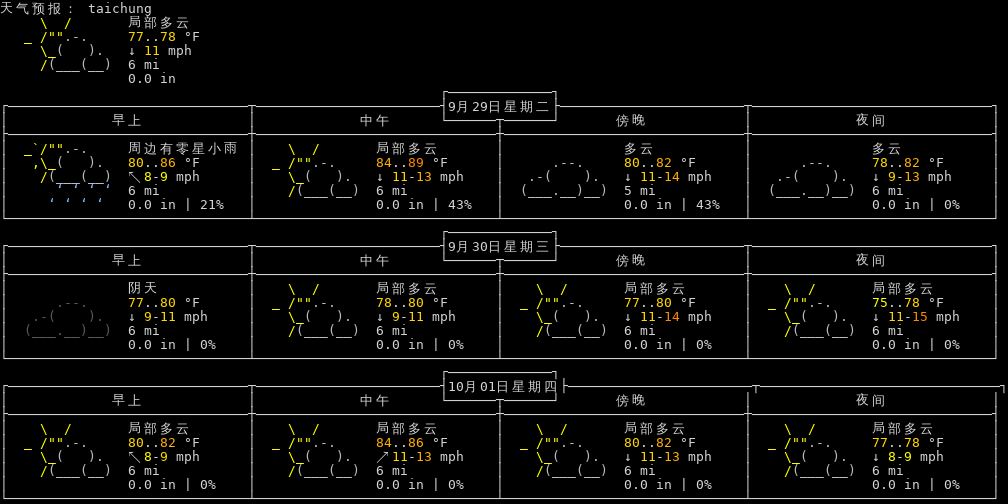 天气预报: taichung
局部多云
77..78 °F
↓ 11 mph
6 mi
0.0 in
9月29日星期二
早上 中午 傍晚 夜间
周边有零星小雨 局部多云 多云 多云
80..86 °F 84..89 °F 80..82 °F 78..82 °F
↖ 8-9 mph ↓ 11-13 mph ↓ 11-14 mph ↓ 9-13 mph
6 mi 6 mi 5 mi 6 mi
0.0 in | 21% 0.0 in | 43% 0.0 in | 43% 0.0 in | 0%
9月30日星期三
早上 中午 傍晚 夜间
阴天 局部多云 局部多云 局部多云
77..80 °F 78..80 °F 77..80 °F 75..78 °F
↓ 9-11 mph ↓ 9-11 mph ↓ 11-14 mph ↓ 11-15 mph
6 mi 6 mi 6 mi 6 mi
0.0 in | 0% 0.0 in | 0% 0.0 in | 0% 0.0 in | 0%
10月01日星期四
早上 中午 傍晚 夜间
局部多云 局部多云 局部多云 局部多云
80..82 °F 84..86 °F 80..82 °F 77..78 °F
↖ 8-9 mph ↗ 11-13 mph ↓ 11-13 mph ↓ 8-9 mph
6 mi 6 mi 6 mi 6 mi
0.0 in | 0% 0.0 in | 0% 0.0 in | 0% 0.0 in | 0%